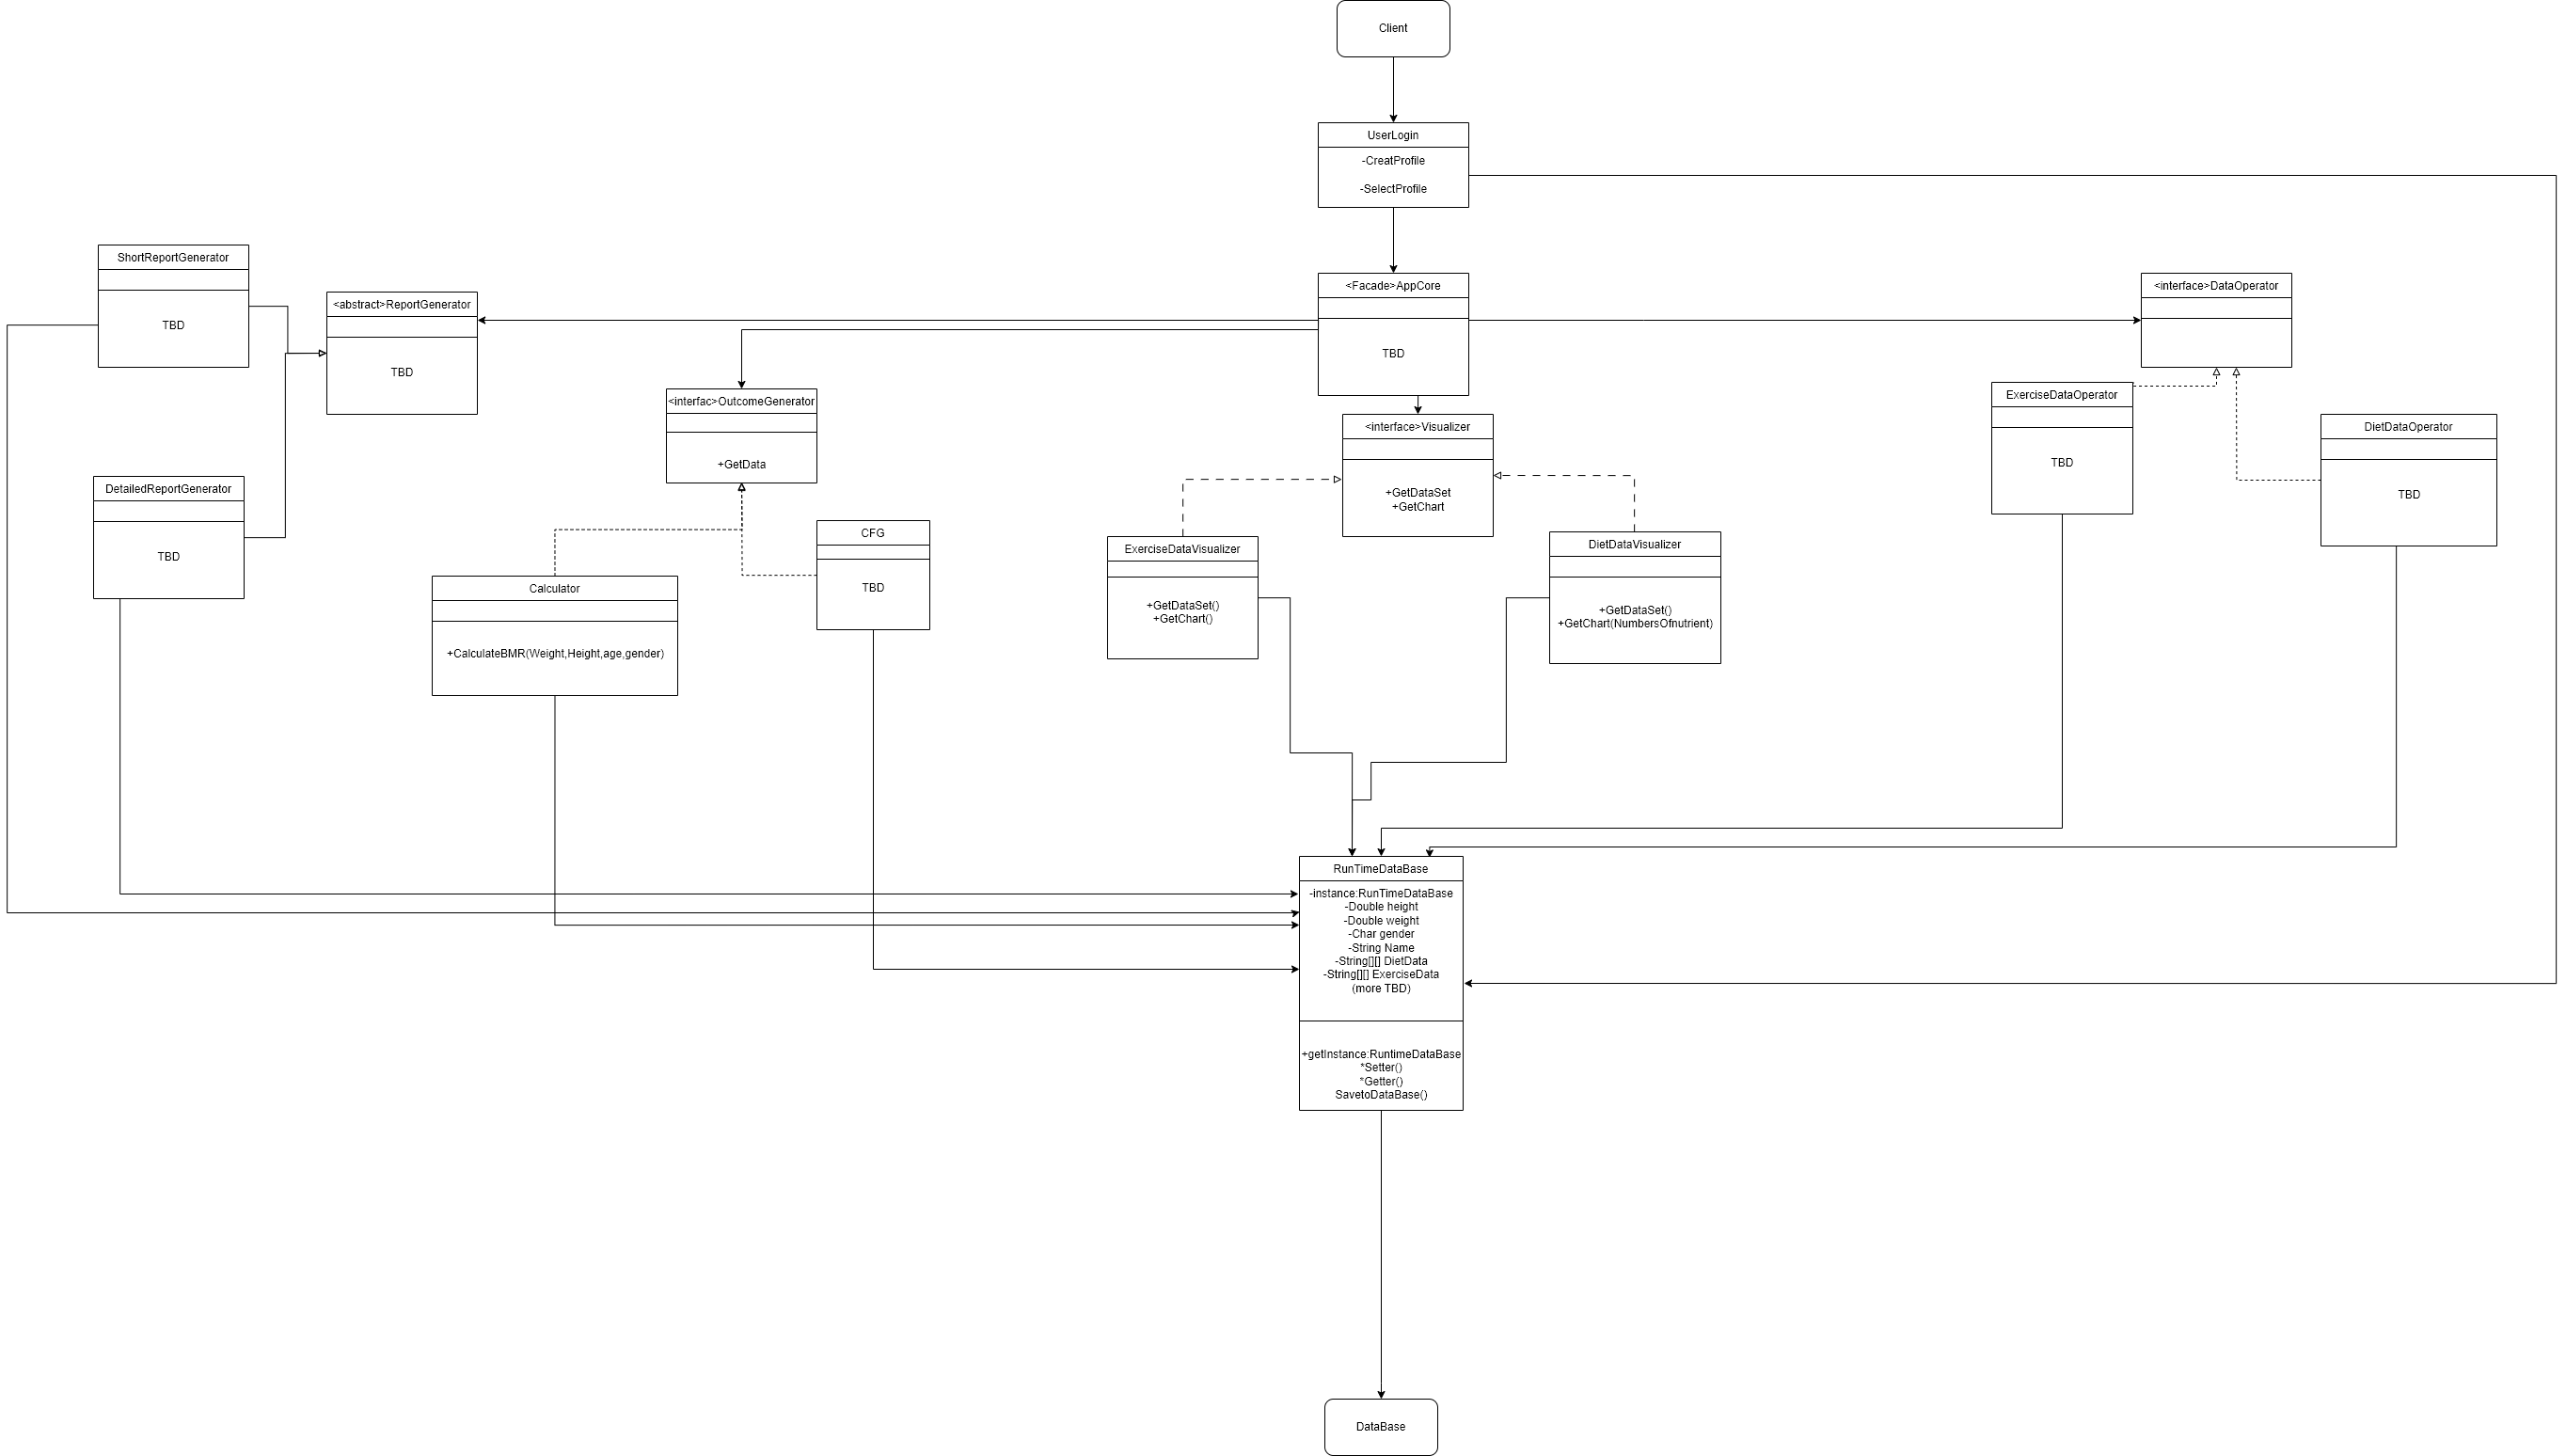 Client
UserLogin
-CreatProfile
-SelectProfile
ShortReportGenerator
TBD
<abstract>ReportGenerator
TBD
<Facade>AppCore
TBD
<interface>DataOperator
<interfac>OutcomeGenerator
+GetData
<interface>Visualizer
+GetDataSet
+GetChart
ExerciseDataOperator
TBD
DietDataOperator
TBD
DetailedReportGenerator
TBD
CFG
TBD
Calculator
+CalculateBMR(Weight,Height,age,gender)
ExerciseDataVisualizer
+GetDataSet()
+GetChart()
DietDataVisualizer
+GetDataSet()
+GetChart(NumbersOfnutrient)
RunTimeDataBase
-instance:RunTimeDataBase
-Double height
-Double weight
-Char gender
-String Name
-String[][] DietData
-String[][] ExerciseData
(more TBD)
+getInstance:RuntimeDataBase
*Setter()
*Getter()
SavetoDataBase()
DataBase